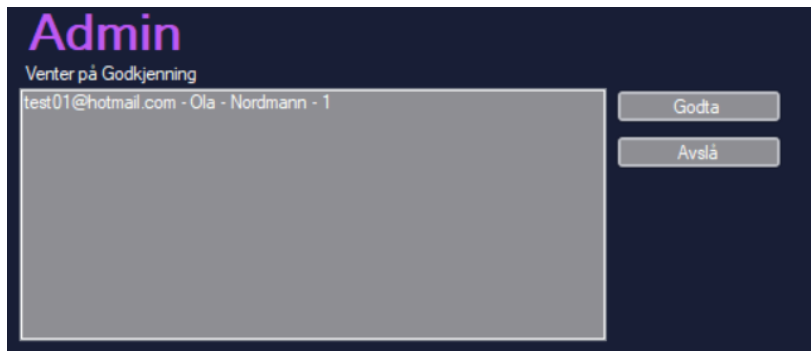 Admin
Venter på Godkjenning
test01@hotmail.com - Ola - Nordmann - 1
Godta
Avslå